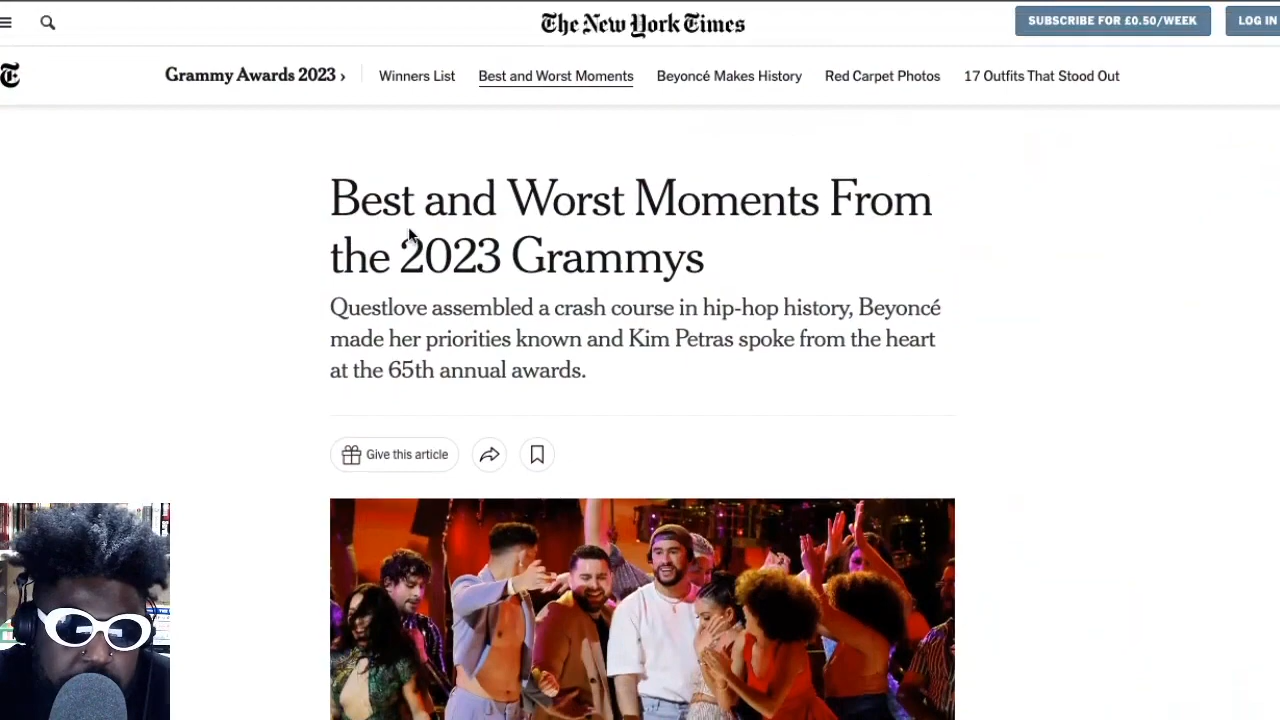 The New York Times
SUBSCRIBE FOR £0.50/WEEK
LOG IN
T
Grammy Awards 2023 ›
Winners List
Best and Worst Moments
Beyoncé Makes History
Red Carpet Photos
17 Outfits That Stood Out
Best and Worst Moments From
the 2023 Grammys
Questlove assembled a crash course in hip-hop history, Beyoncé
made her priorities known and Kim Petras spoke from the heart
at the 65th annual awards.
Give this article